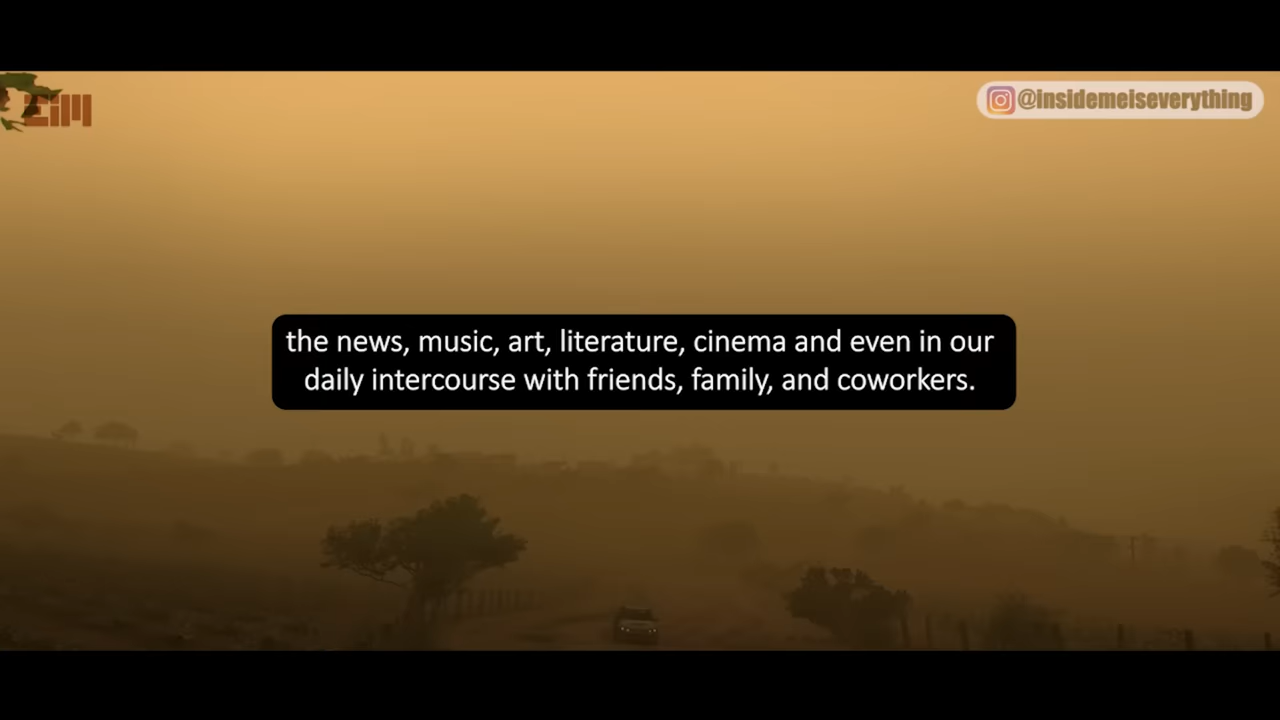 @insidemeiseverything
the news, music, art, literature, cinema and even in our
daily intercourse with friends, family, and coworkers.